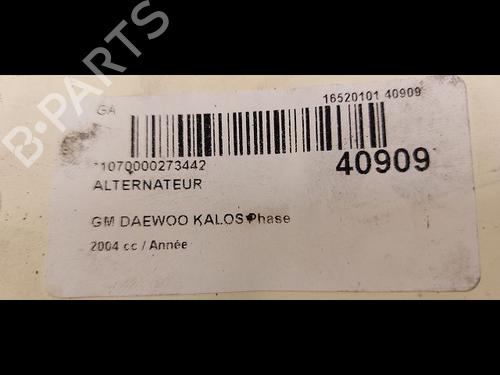 GA
16520101 40909
*1070000273442
40909
ALTERNATEUR
GM DAEWOO KALOS Phase
2004 cc / Année
B-PARTS